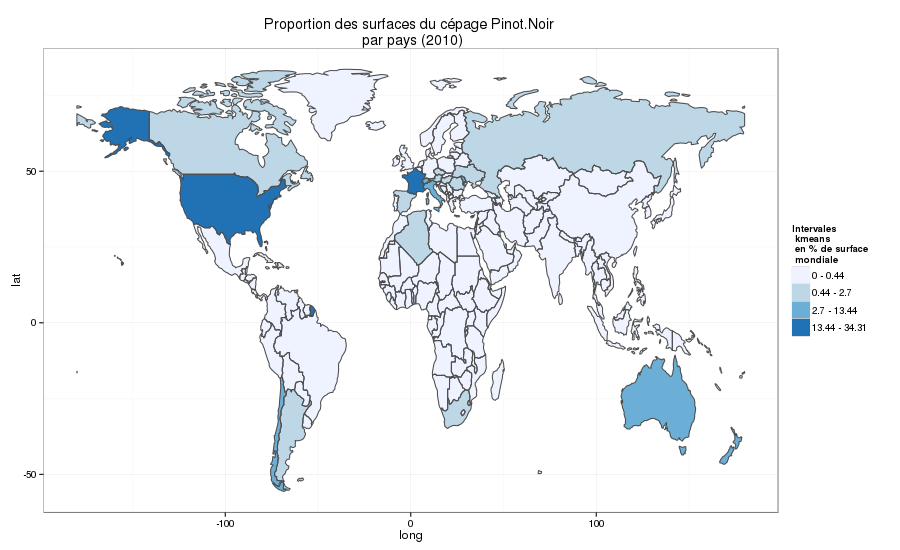 Proportion des surfaces du cépage Pinot.Noir
par pays (2010)
lat
50
0
-50
-100
0
100
long
Intervales
kmeans
en % de surface
mondiale
0 - 0.44
0.44 - 2.7
2.7 - 13.44
13.44 - 34.31